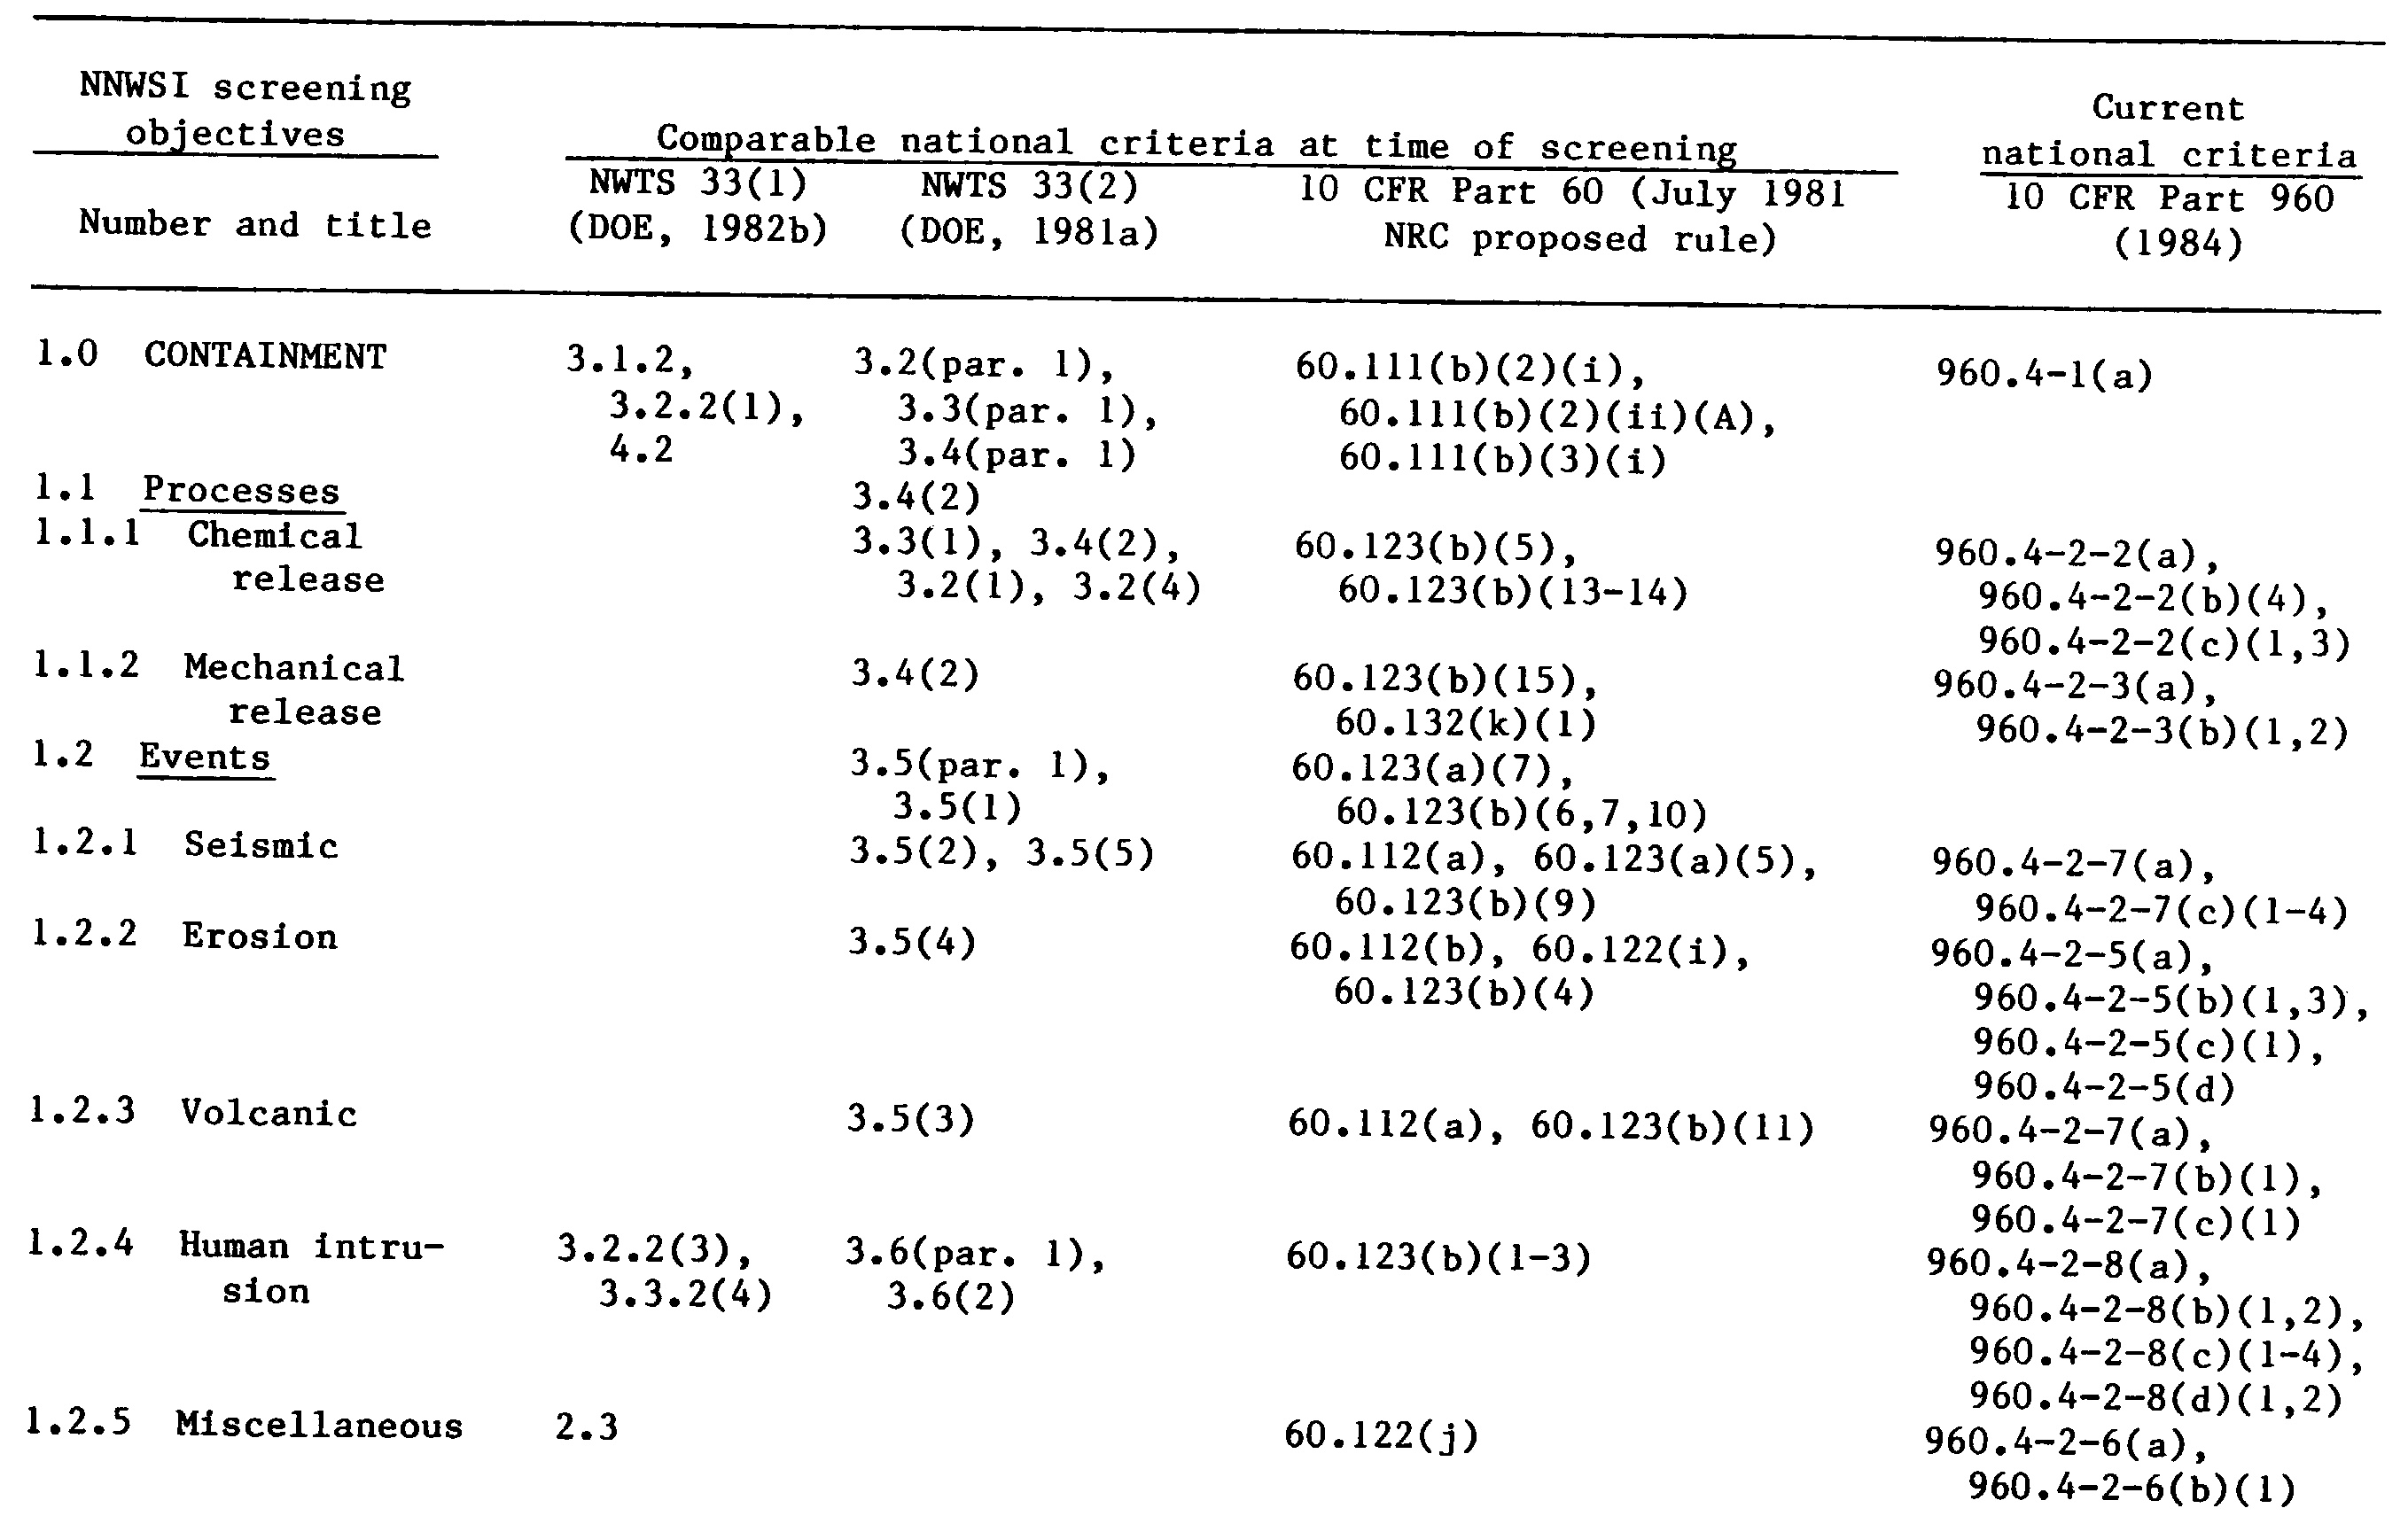 NNWSI screening objectives
Comparable national criteria at time of screening
Current national criteria
Number and title
NWTS 33(1) (DOE, 1982b)
NWTS 33(2) (DOE, 1981a)
10 CFR Part 60 (July 1981 NRC proposed rule)
10 CFR Part 960 (1984)
1.0 CONTAINMENT 3.1.2, 3.2(par. 1), 60.111(b)(2)(i), 960.4-1(a)
3.2.2(1), 3.3(par. 1), 60.111(b)(2)(ii)(A),
4.2 3.4(par. 1) 60.111(b)(3)(i)
1.1 Processes 3.4(2)
1.1.1 Chemical 3.3(1), 3.4(2), 60.123(b)(5), 960.4-2-2(a),
release 3.2(1), 3.2(4) 60.123(b)(13-14) 960.4-2-2(b)(4),
960.4-2-2(c)(1,3)
1.1.2 Mechanical 3.4(2) 60.123(b)(15), 960.4-2-3(a),
release 60.132(k)(1) 960.4-2-3(b)(1,2)
1.2 Events 3.5(par. 1), 60.123(a)(7),
3.5(1) 60.123(b)(6,7,10)
1.2.1 Seismic 3.5(2), 3.5(5) 60.112(a), 60.123(a)(5), 960.4-2-7(a),
60.123(b)(9) 960.4-2-7(c)(1-4)
1.2.2 Erosion 3.5(4) 60.112(b), 60.122(i), 960.4-2-5(a),
60.123(b)(4) 960.4-2-5(b)(1,3),
960.4-2-5(c)(1),
960.4-2-5(d)
1.2.3 Volcanic 3.5(3) 60.112(a), 60.123(b)(11) 960.4-2-7(a),
960.4-2-7(b)(1),
960.4-2-7(c)(1)
1.2.4 Human intru- 3.2.2(3), 3.6(par. 1), 60.123(b)(1-3) 960.4-2-8(a),
sion 3.3.2(4) 3.6(2) 960.4-2-8(b)(1,2),
960.4-2-8(c)(1-4),
960.4-2-8(d)(1,2)
1.2.5 Miscellaneous 2.3 60.122(j) 960.4-2-6(a),
960.4-2-6(b)(1)